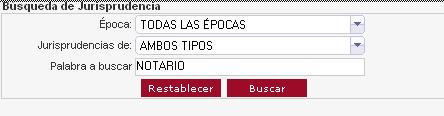 Busqueda de Jurisprudencia
Época: TODAS LAS ÉPOCAS
Jurisprudencias de: AMBOS TIPOS
Palabra a buscar NOTARIO
Restablecer Buscar